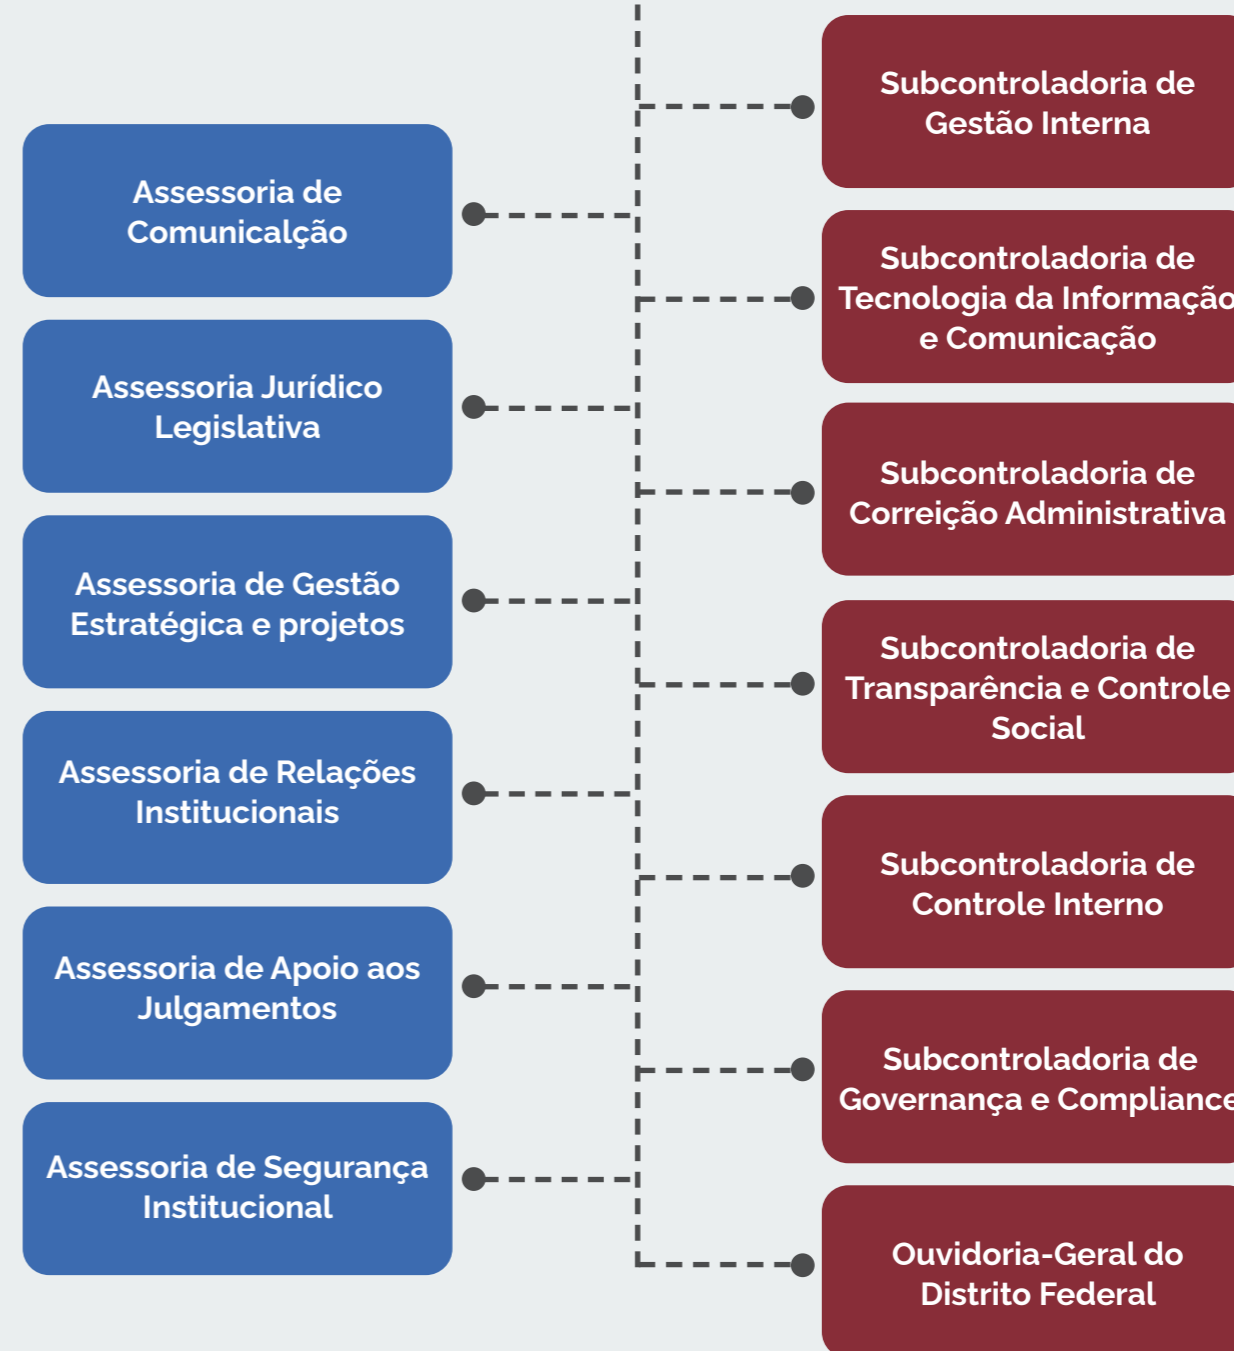 Assessoria de
Comunicalção
Assessoria Jurídico
Legislativa
Assessoria de Gestão
Estratégica e projetos
Assessoria de Relações
Institucionais
Assessoria de Apoio aos
Julgamentos
Assessoria de Segurança
Institucional
Subcontroladoria de
Gestão Interna
Subcontroladoria de
Tecnologia da Informação
e Comunicação
Subcontroladoria de
Correição Administrativa
Subcontroladoria de
Transparência e Controle
Social
Subcontroladoria de
Controle Interno
Subcontroladoria de
Governança e Compliance
Ouvidoria-Geral do
Distrito Federal